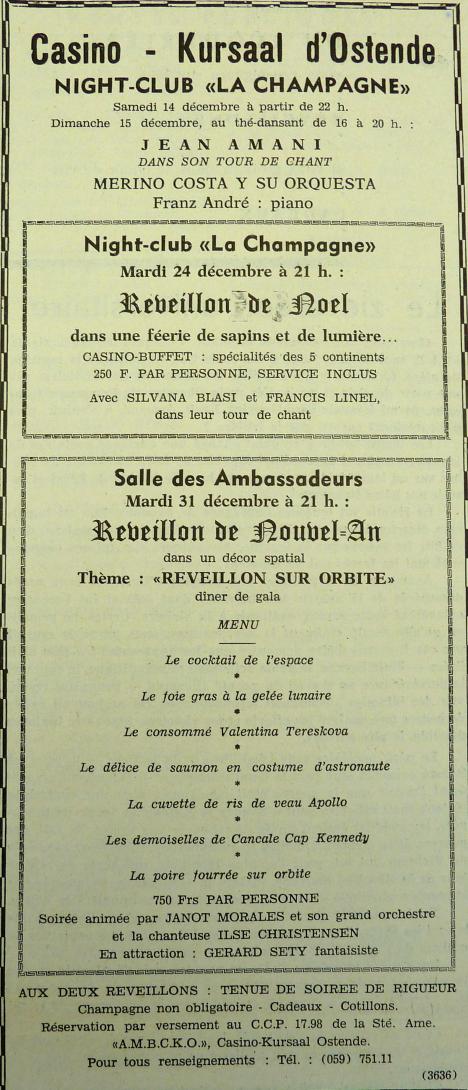 Casino - Kursaal d'Ostende
NIGHT-CLUB «LA CHAMPAGNE»
Samedi 14 décembre à partir de 22 h.
Dimanche 15 décembre, au thé-dansant de 16 à 20 h. :
JEAN AMANI
DANS SON TOUR DE CHANT
MERINO COSTA Y SU ORQUESTA
Franz André : piano
Night-club «La Champagne»
Mardi 24 décembre à 21 h. :
Reveillon de Noel
dans une féerie de sapins et de lumière...
CASINO-BUFFET : spécialités des 5 continents
250 F. PAR PERSONNE, SERVICE INCLUS
Avec SILVANA BLASI et FRANCIS LINEL,
dans leur tour de chant
Salle des Ambassadeurs
Mardi 31 décembre à 21 h. :
Reveillon de Nouvel-An
dans un décor spatial
Thème : «REVEILLON SUR ORBITE»
dîner de gala
MENU
Le cocktail de l'espace
*
Le foie gras à la gelée lunaire
*
Le consommé Valentina Tereskova
*
Le délice de saumon en costume d'astronaute
*
La cuvette de ris de veau Apollo
*
Les demoiselles de Cancale Cap Kennedy
*
La poire fourrée sur orbite
750 Frs PAR PERSONNE
Soirée animée par JANOT MORALES et son grand orchestre
et la chanteuse ILSE CHRISTENSEN
En attraction : GERARD SETY fantaisiste
AUX DEUX REVEILLONS : TENUE DE SOIREE DE RIGUEUR
Champagne non obligatoire - Cadeaux - Cotillons.
Réservation par versement au C.C.P. 17.98 de la Sté. Ame.
«A.M.B.C.K.O.», Casino-Kursaal Ostende.
Pour tous renseignements : Tél. : (059) 751.11
(3636)